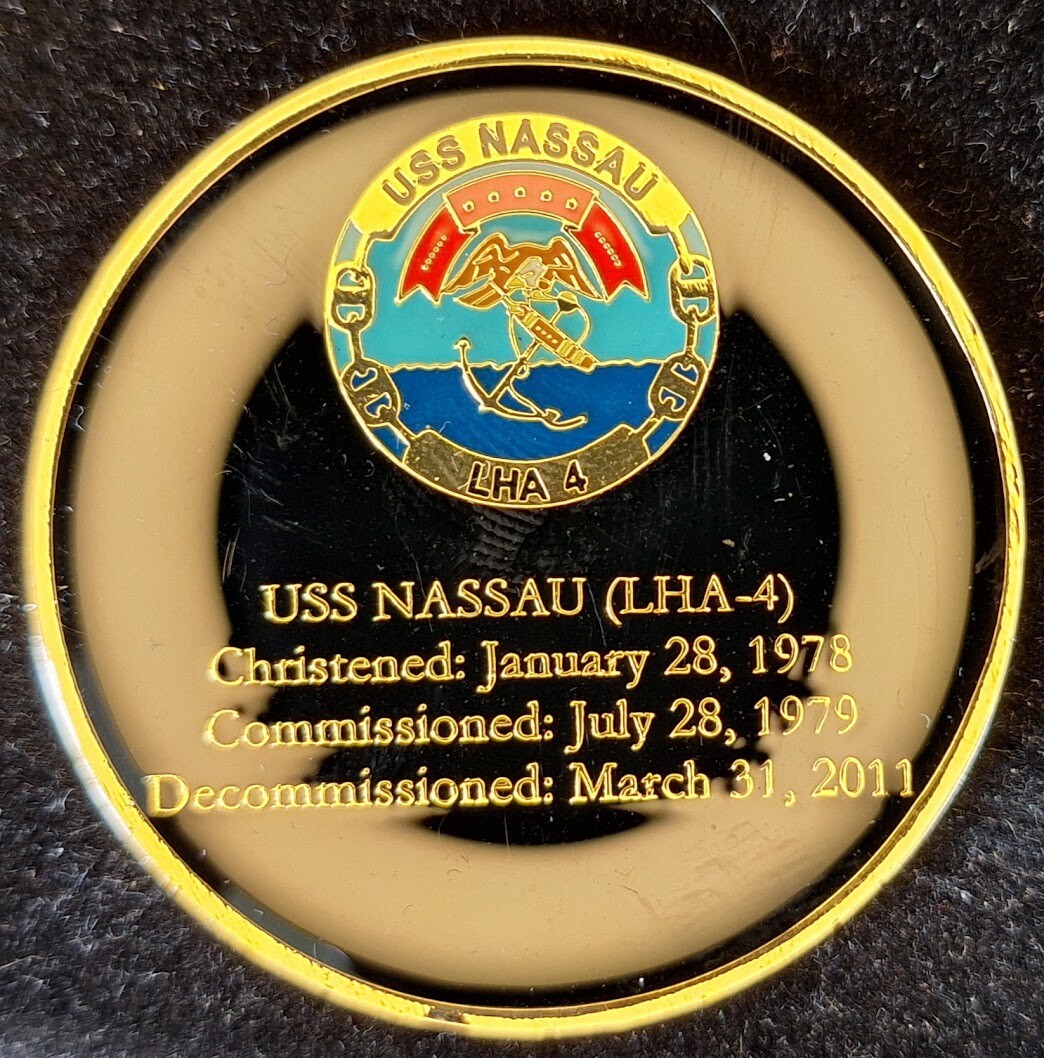 USS NASSAU
LHA 4
USS NASSAU (LHA-4)
Christened: January 28, 1978
Commissioned: July 28, 1979
Decommissioned: March 31, 2011